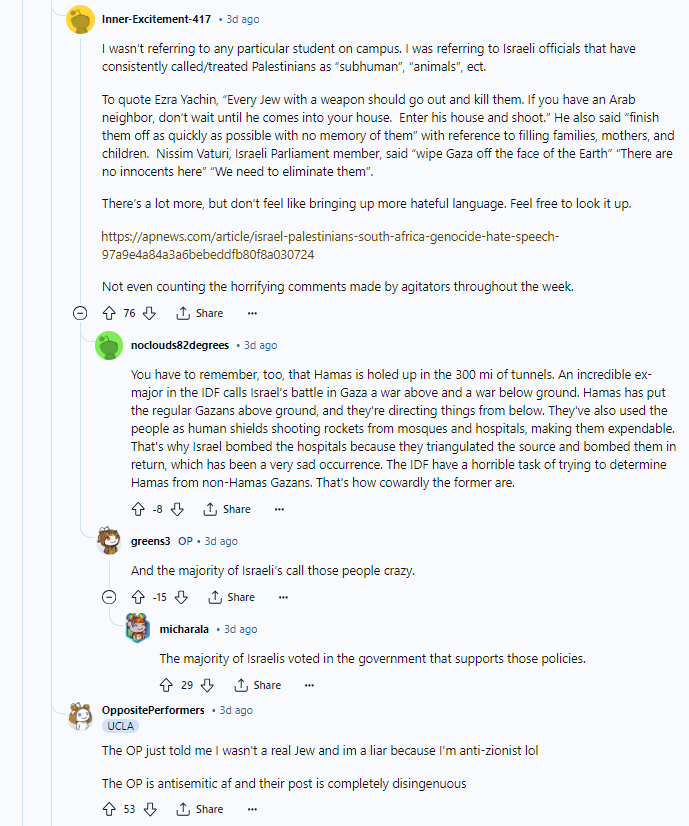 Inner-Excitement-417 • 3d ago
I wasn't referring to any particular student on campus. I was referring to Israeli officials that have
consistently called/treated Palestinians as “subhuman”, “animals”, ect.
To quote Ezra Yachin, “Every Jew with a weapon should go out and kill them. If you have an Arab
neighbor, don’t wait until he comes into your house.  Enter his house and shoot.” He also said “finish
them off as quickly as possible with no memory of them” with reference to filling families, mothers, and
children.  Nissim Vaturi, Israeli Parliament member, said “wipe Gaza off the face of the Earth” “There are
no innocents here” “We need to eliminate them”.
There’s a lot more, but don’t feel like bringing up more hateful language. Feel free to look it up.
https://apnews.com/article/israel-palestinians-south-africa-genocide-hate-speech-
97a9e4a84a3a6bebeddfb80f8a030724
Not even counting the horrifying comments made by agitators throughout the week.
76 Share ...
noclouds82degrees • 3d ago
You have to remember, too, that Hamas is holed up in the 300 mi of tunnels. An incredible ex-
major in the IDF calls Israel's battle in Gaza a war above and a war below ground. Hamas has put
the regular Gazans above ground, and they're directing things from below. They've also used the
people as human shields shooting rockets from mosques and hospitals, making them expendable.
That's why Israel bombed the hospitals because they triangulated the source and bombed them in
return, which has been a very sad occurrence. The IDF have a horrible task of trying to determine
Hamas from non-Hamas Gazans. That's how cowardly the former are.
-8 Share ...
greens3 OP • 3d ago
And the majority of Israeli’s call those people crazy.
-15 Share ...
micharala • 3d ago
The majority of Israelis voted in the government that supports those policies.
29 Share ...
OppositePerformers • 3d ago
UCLA
The OP just told me I wasn't a real Jew and im a liar because I'm anti-zionist lol
The OP is antisemitic af and their post is completely disingenuous
53 Share ...